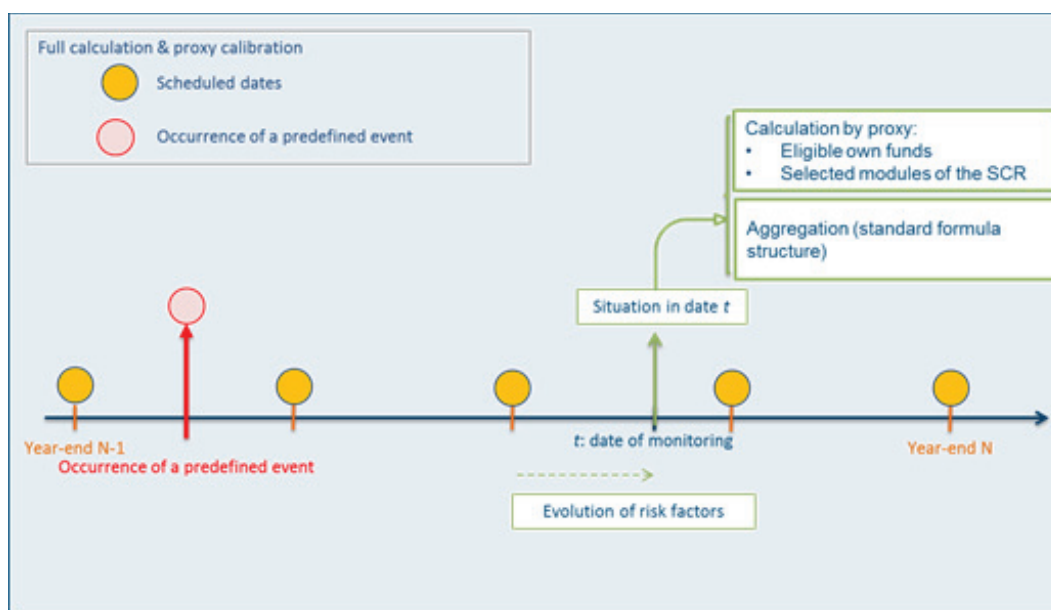 Full calculation & proxy calibration
Scheduled dates
Occurrence of a predefined event
Calculation by proxy:
• Eligible own funds
• Selected modules of the SCR
Aggregation (standard formula
structure)
Situation in date t
Year-end N-1
t: date of monitoring
Year-end N
Occurrence of a predefined event
Evolution of risk factors